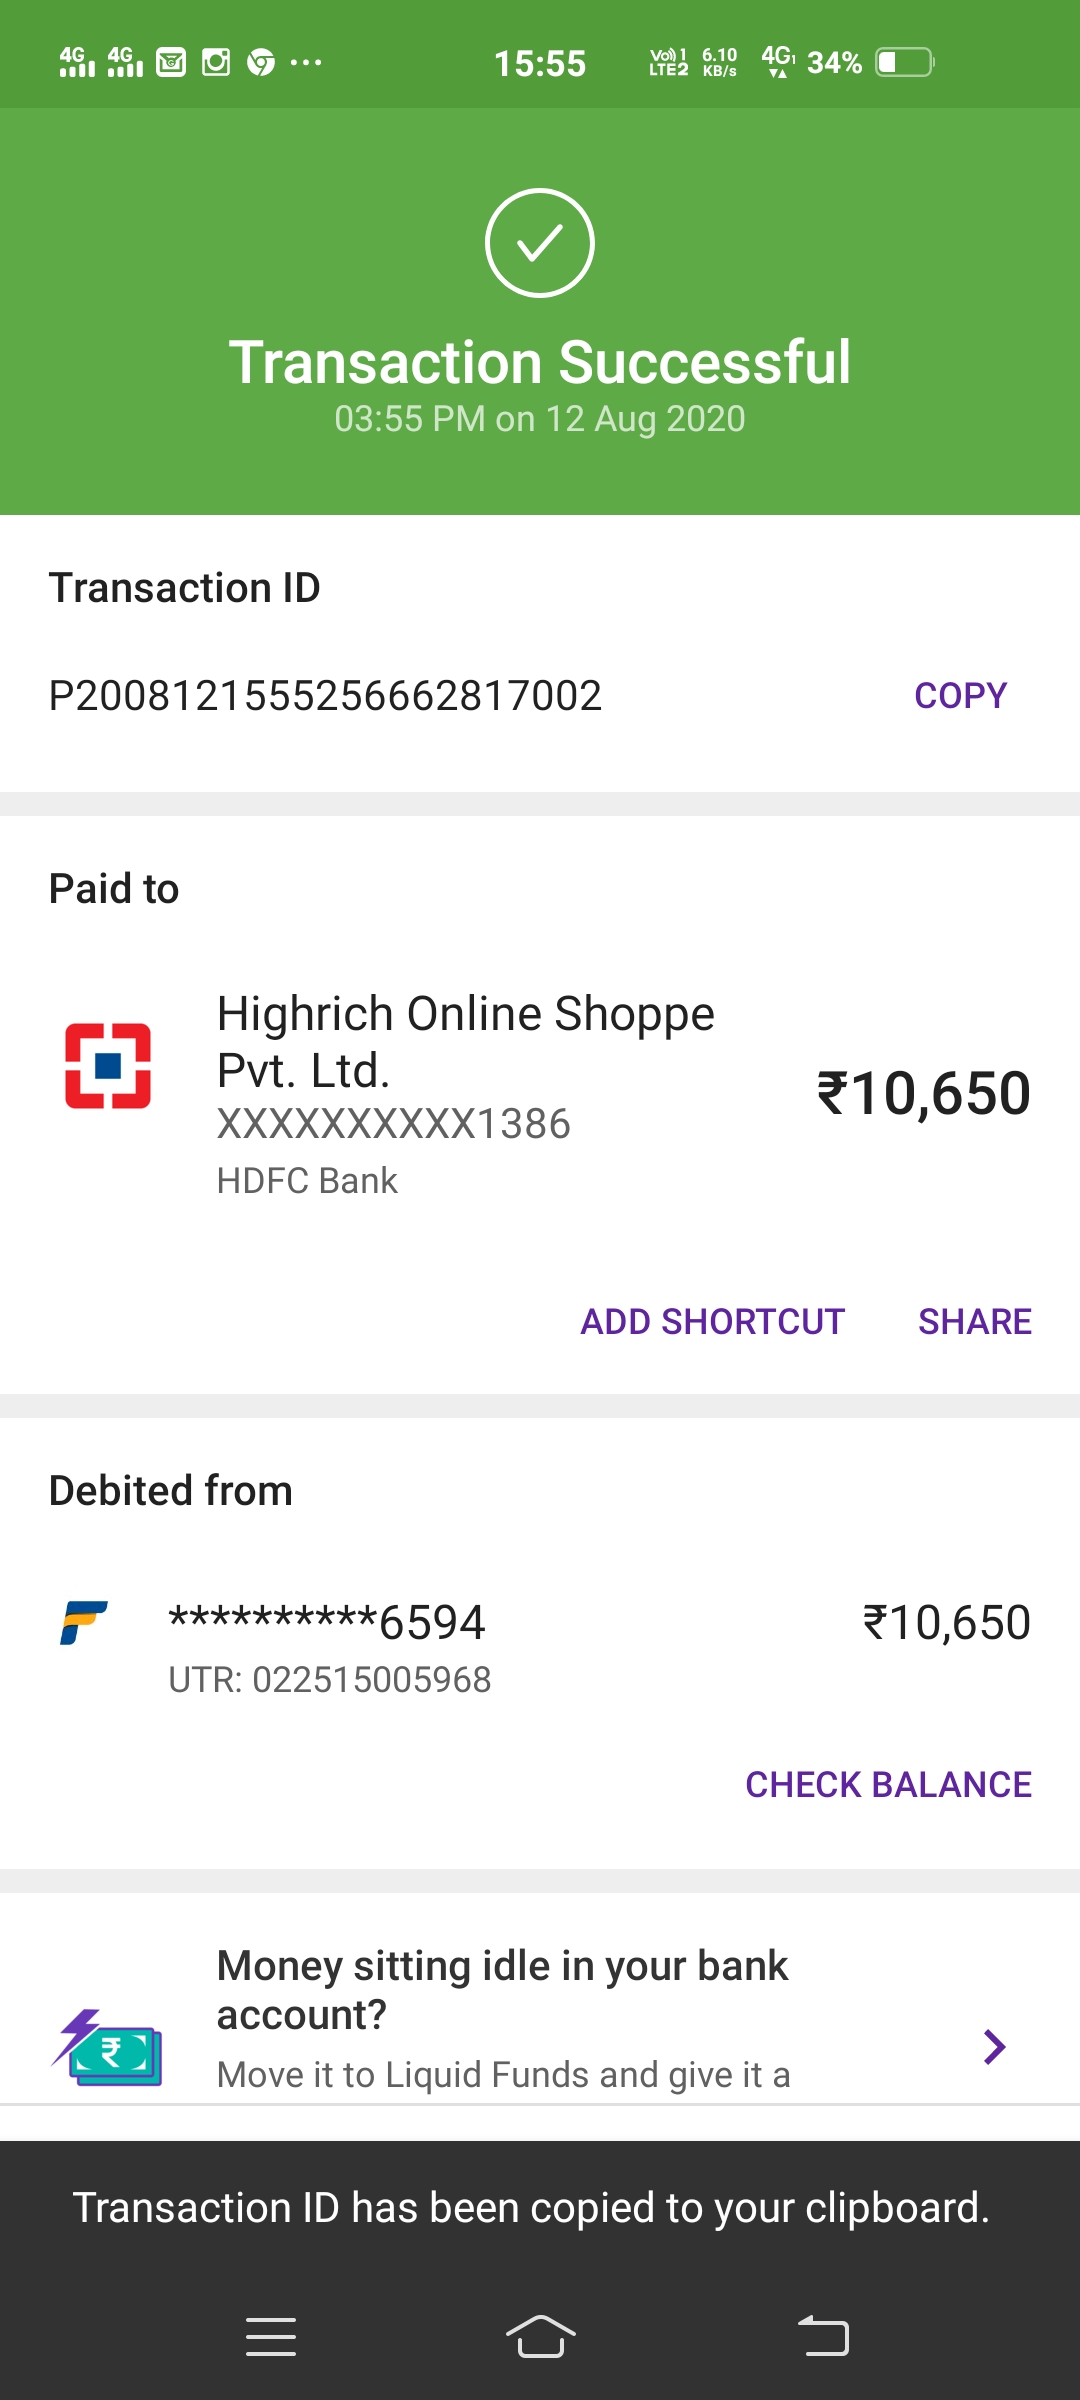 4G 4G 15:55 Vo)) 1 LTE2 6.10 KB/s 4G1 34%
Transaction Successful
03:55 PM on 12 Aug 2020
Transaction ID
P2008121555256662817002 COPY
Paid to
Highrich Online Shoppe
Pvt. Ltd.
₹10,650
XXXXXXXXXX1386
HDFC Bank
ADD SHORTCUT SHARE
Debited from
**********6594 ₹10,650
UTR: 022515005968
CHECK BALANCE
Money sitting idle in your bank
account?
Move it to Liquid Funds and give it a
Transaction ID has been copied to your clipboard.